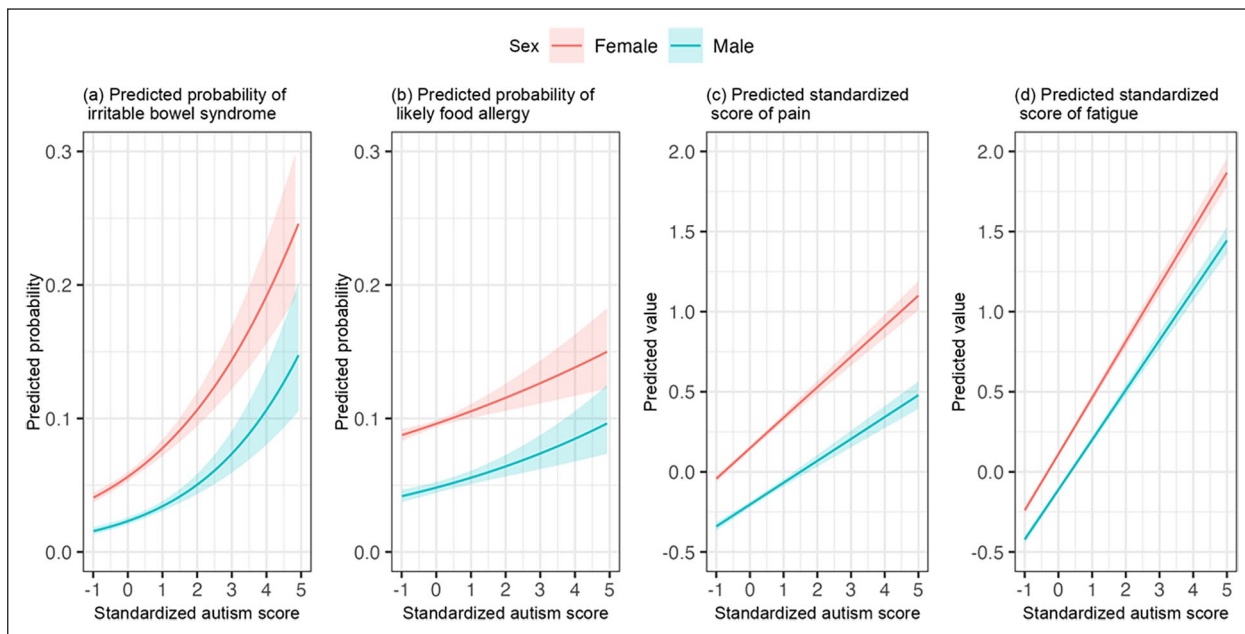 Sex Female Male
(a) Predicted probability of
irritable bowel syndrome
0.3
0.2
0.1
0.0
Predicted probability
-1 0 1 2 3 4 5
Standardized autism score
(b) Predicted probability of
likely food allergy
0.3
0.2
0.1
0.0
Predicted probability
-1 0 1 2 3 4 5
Standardized autism score
(c) Predicted standardized
score of pain
2.0
1.5
1.0
0.5
0.0
-0.5
Predicted value
-1 0 1 2 3 4 5
Standardized autism score
(d) Predicted standardized
score of fatigue
2.0
1.5
1.0
0.5
0.0
-0.5
Predicted value
-1 0 1 2 3 4 5
Standardized autism score